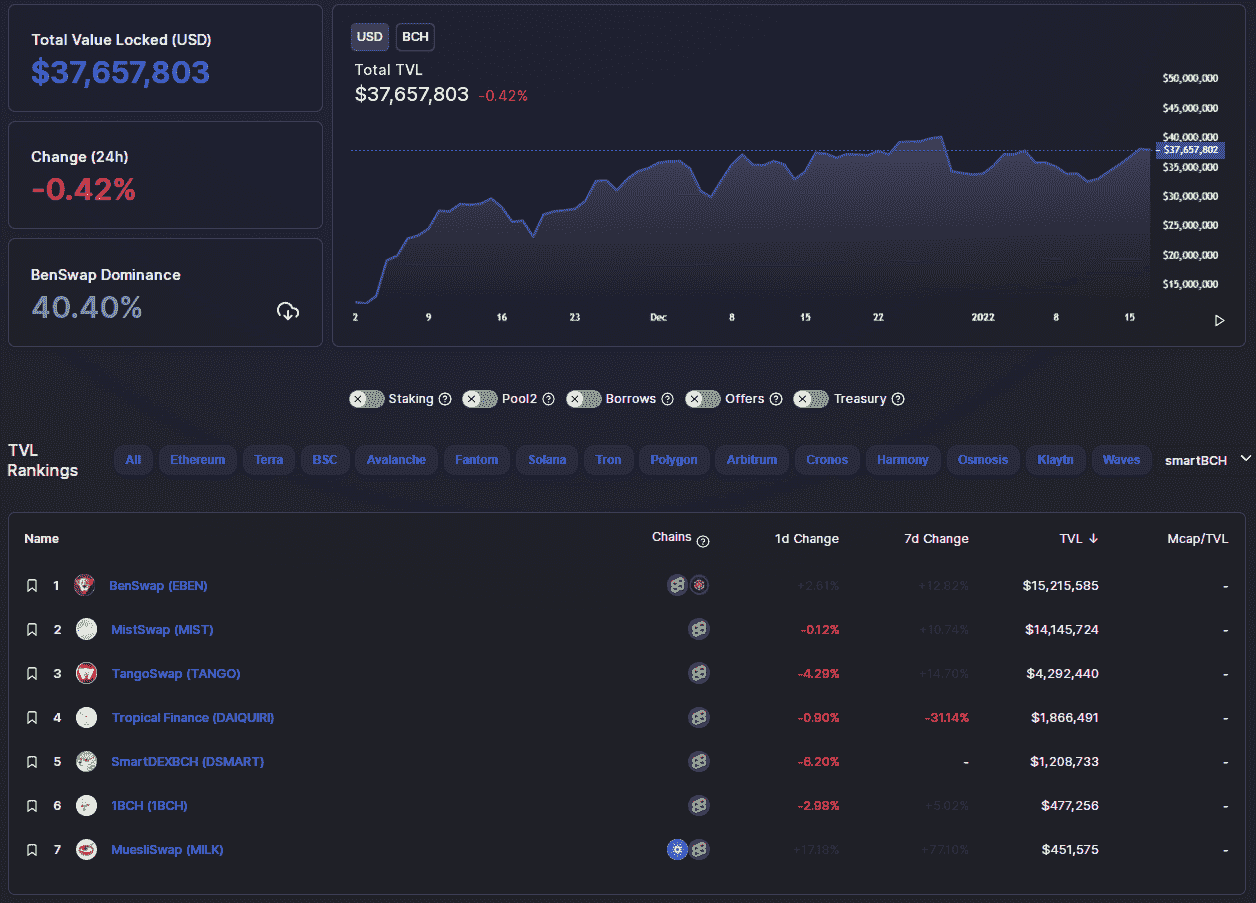 Total Value Locked (USD)
$37,657,803
Change (24h)
-0.42%
BenSwap Dominance
40.40%
USD BCH
Total TVL
$37,657,803 -0.42%
$50,000,000
$45,000,000
$40,000,000
$37,657,802
$35,000,000
$30,000,000
$25,000,000
$20,000,000
$15,000,000
2 9 16 23 Dec 8 15 22 2022 8 15
Staking Pool2 Borrows Offers Treasury
TVL
Rankings
All Ethereum Terra BSC Avalanche Fantom Solana Tron Polygon Arbitrum Cronos Harmony Osmosis Klaytn Waves smartBCH
Name Chains 1d Change 7d Change TVL Mcap/TVL
1 BenSwap (EBEN) +2.61% +12.82% $15,215,585 -
2 MistSwap (MIST) -0.12% +10.74% $14,145,724 -
3 TangoSwap (TANGO) -4.29% +14.70% $4,292,440 -
4 Tropical Finance (DAIQUIRI) -0.90% -31.14% $1,866,491 -
5 SmartDEXBCH (DSMART) -6.20% - $1,208,733 -
6 1BCH (1BCH) -2.98% +5.02% $477,256 -
7 MuesliSwap (MILK) +17.18% +77.10% $451,575 -